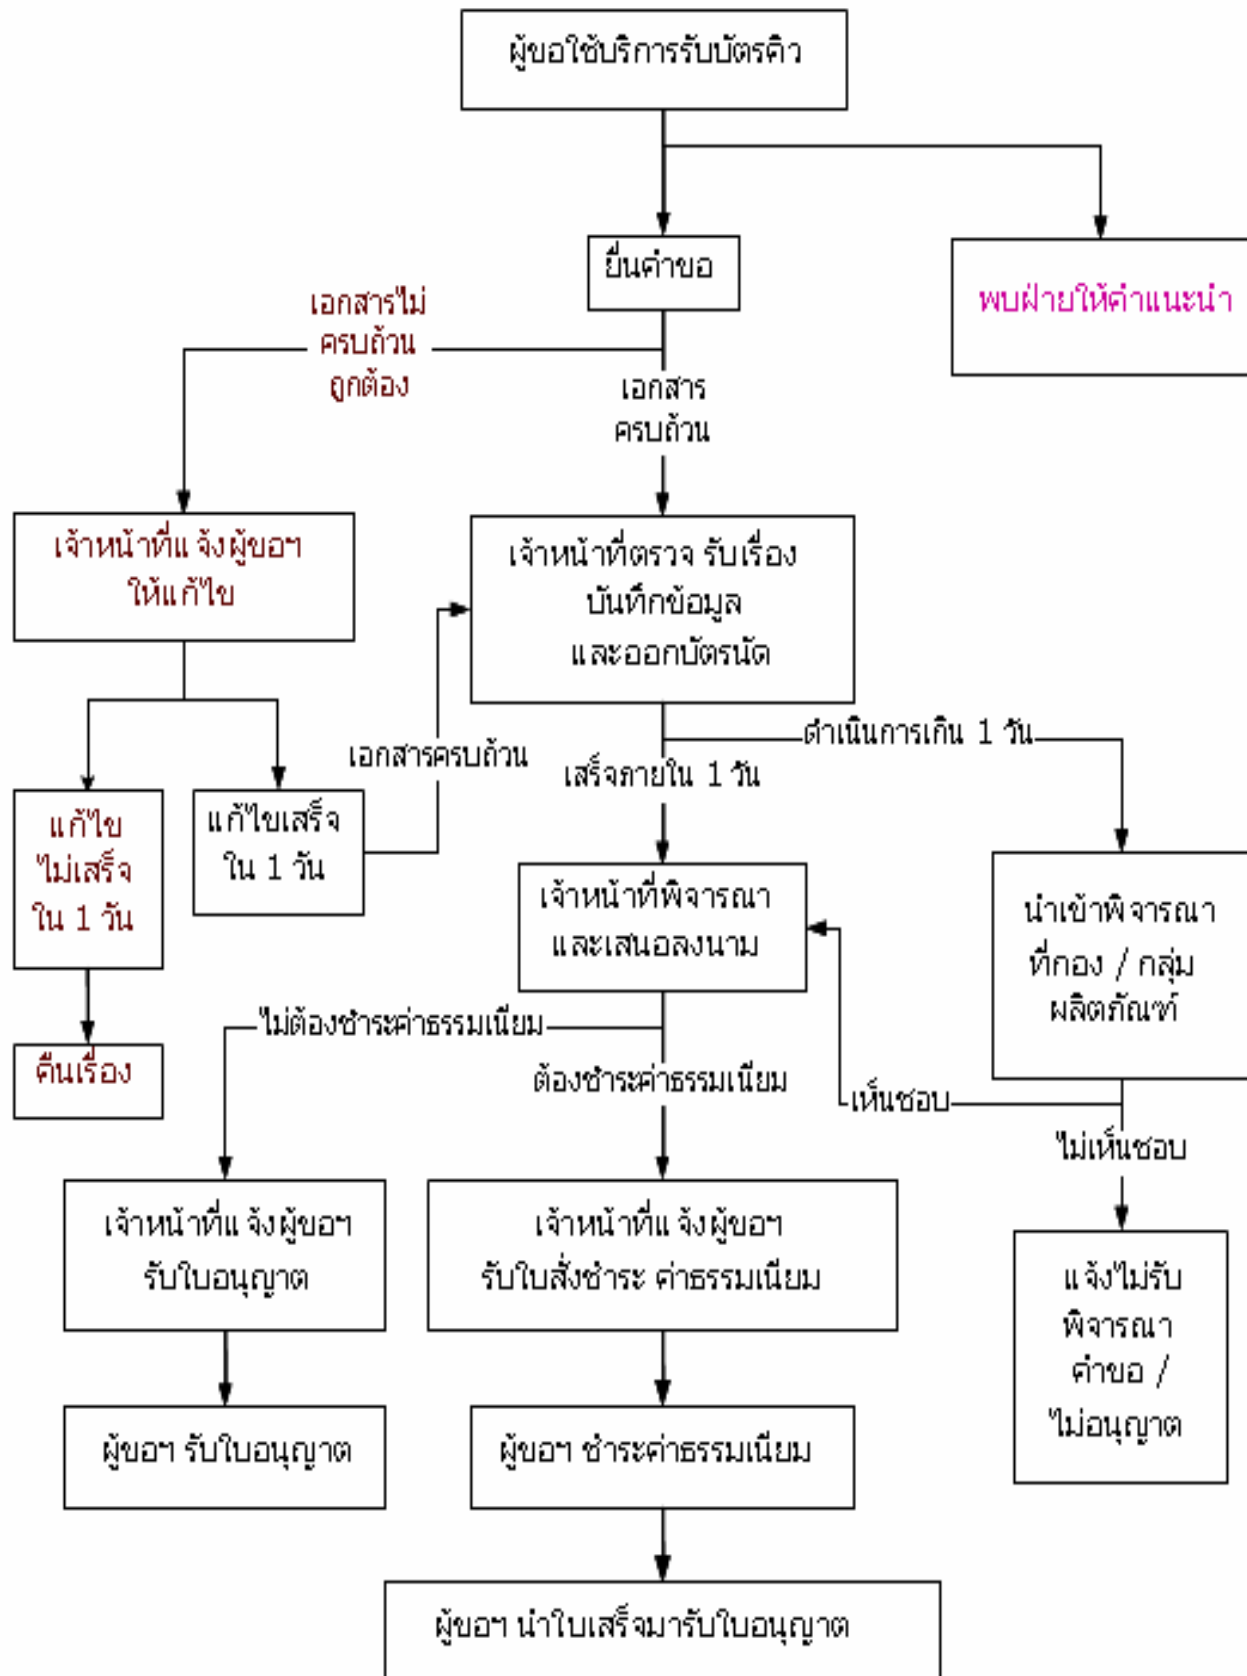 ผู้ขอใช้บริการรับบัตรคิว
ยื่นคำขอ
พบฝ่ายให้คำแนะนำ
เอกสารไม่
ครบถ้วน
ถูกต้อง
เอกสาร
ครบถ้วน
เจ้าหน้าที่แจ้งผู้ขอฯ
ให้แก้ไข
เจ้าหน้าที่ตรวจ รับเรื่อง
บันทึกข้อมูล
และออกบัตรนัด
เอกสารครบถ้วน
เสร็จภายใน 1 วัน
ดำเนินการเกิน 1 วัน
แก้ไข
ไม่เสร็จ
ใน 1 วัน
แก้ไขเสร็จ
ใน 1 วัน
เจ้าหน้าที่พิจารณา
และเสนอลงนาม
นำเข้าพิจารณา
ที่กอง / กลุ่ม
ผลิตภัณฑ์
คืนเรื่อง
ไม่ต้องชำระค่าธรรมเนียม
ต้องชำระค่าธรรมเนียม
เห็นชอบ
ไม่เห็นชอบ
เจ้าหน้าที่แจ้งผู้ขอฯ
รับใบอนุญาต
เจ้าหน้าที่แจ้งผู้ขอฯ
รับใบสั่งชำระ ค่าธรรมเนียม
แจ้งไม่รับ
พิจารณา
คำขอ /
ไม่อนุญาต
ผู้ขอฯ รับใบอนุญาต
ผู้ขอฯ ชำระค่าธรรมเนียม
ผู้ขอฯ นำใบเสร็จมารับใบอนุญาต